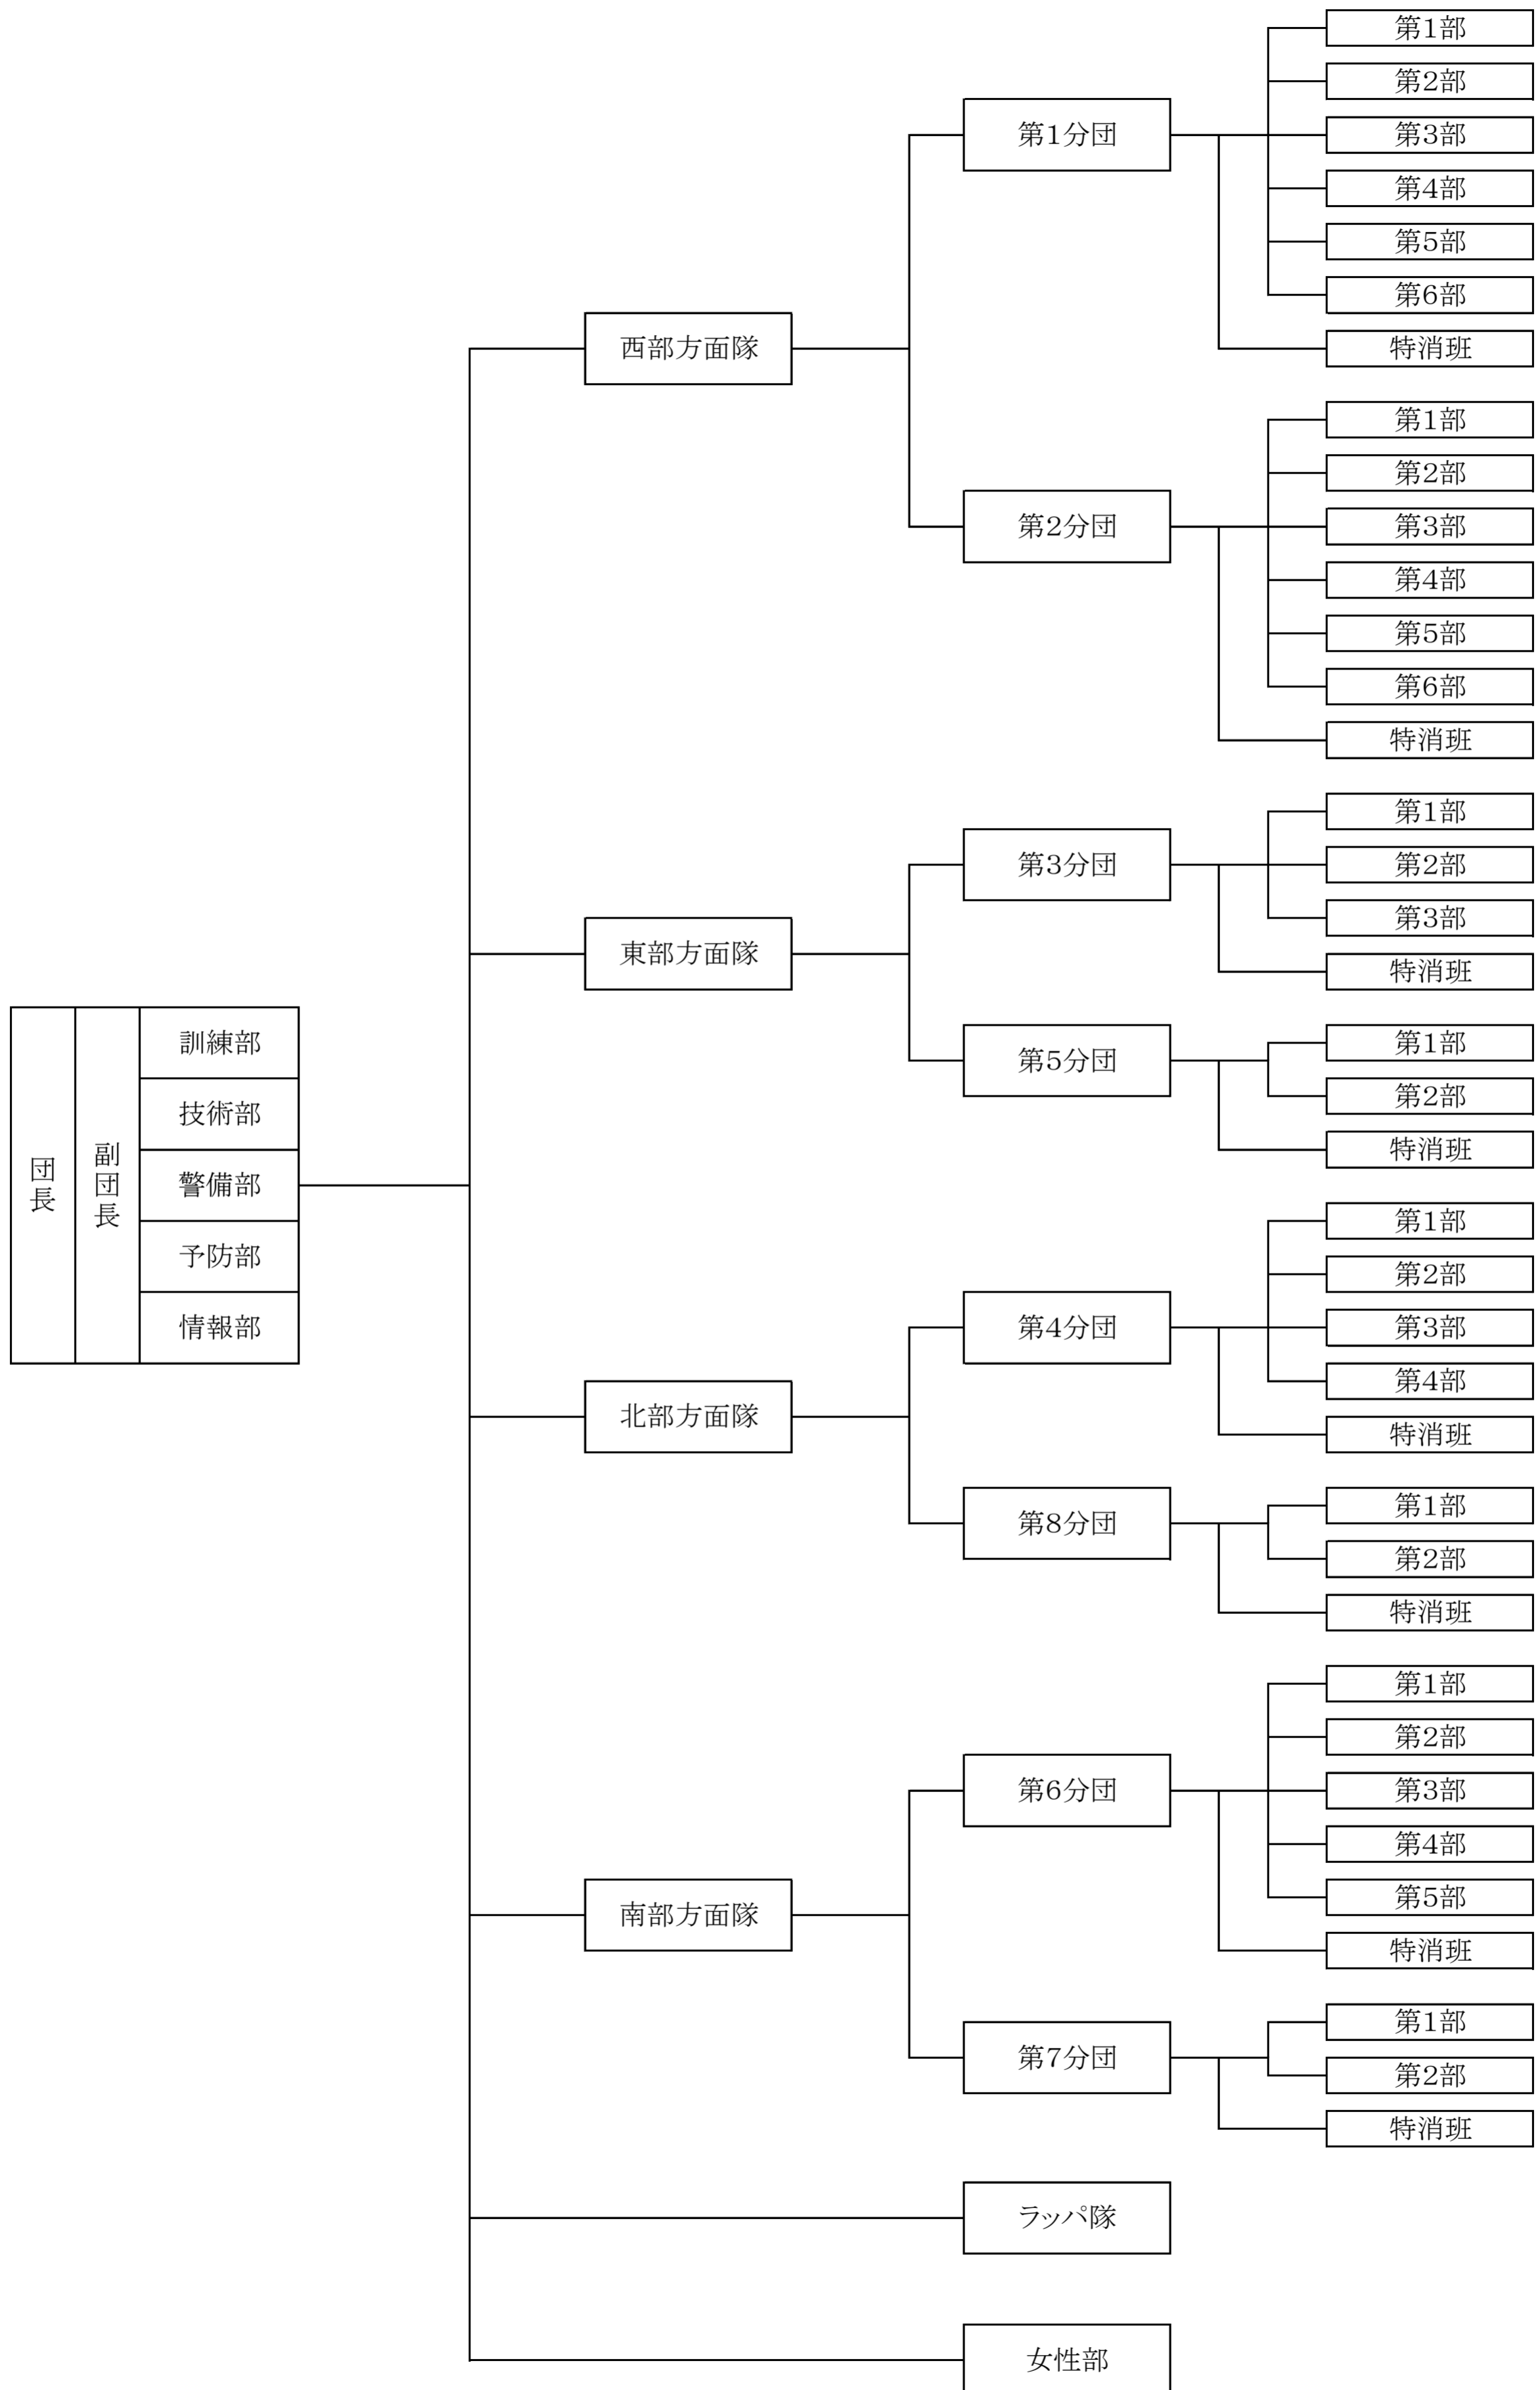 団長
副団長
訓練部
技術部
警備部
予防部
情報部
西部方面隊
第1分団
第1部
第2部
第3部
第4部
第5部
第6部
特消班
第2分団
第1部
第2部
第3部
第4部
第5部
第6部
特消班
東部方面隊
第3分団
第1部
第2部
第3部
特消班
第5分団
第1部
第2部
特消班
北部方面隊
第4分団
第1部
第2部
第3部
第4部
特消班
第8分団
第1部
第2部
特消班
南部方面隊
第6分団
第1部
第2部
第3部
第4部
第5部
特消班
第7分団
第1部
第2部
特消班
ラッパ隊
女性部